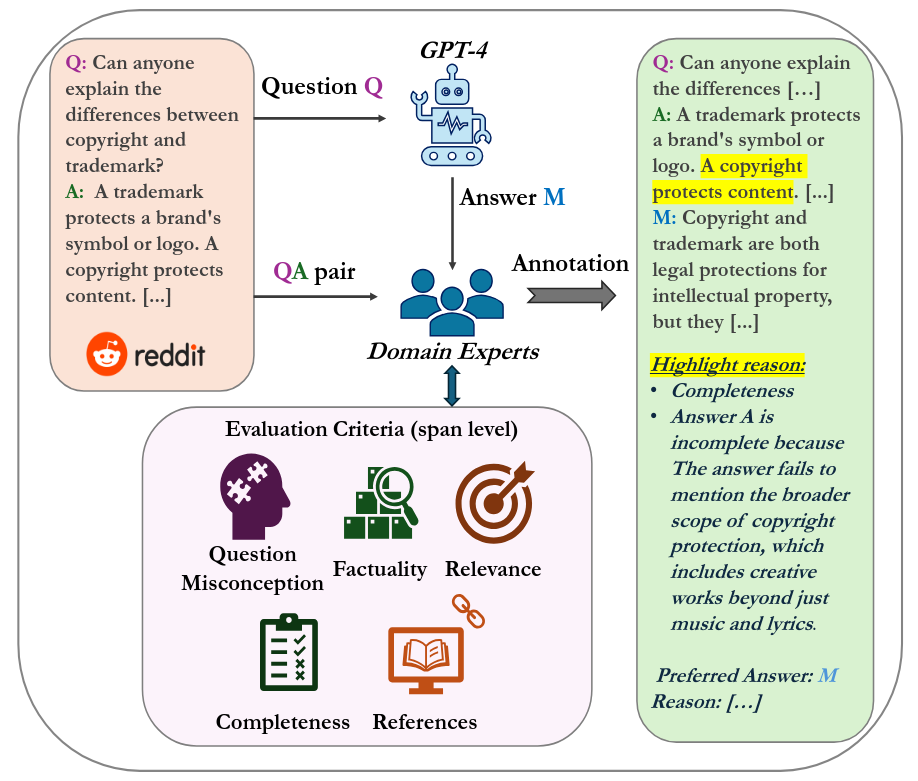 Q: Can anyone
explain the
differences between
copyright and
trademark?
A: A trademark
protects a brand's
symbol or logo. A
copyright protects
content. [...]
reddit
Question Q
GPT-4
Answer M
QA pair
Domain Experts
Annotation
Evaluation Criteria (span level)
Question
Misconception
Factuality
Relevance
Completeness
References
Q: Can anyone explain
the differences […]
A: A trademark protects
a brand's symbol or
logo. A copyright
protects content. [...]
M: Copyright and
trademark are both
legal protections for
intellectual property,
but they [...]
Highlight reason:
• Completeness
• Answer A is
incomplete because
The answer fails to
mention the broader
scope of copyright
protection, which
includes creative
works beyond just
music and lyrics.
Preferred Answer: M
Reason: […]